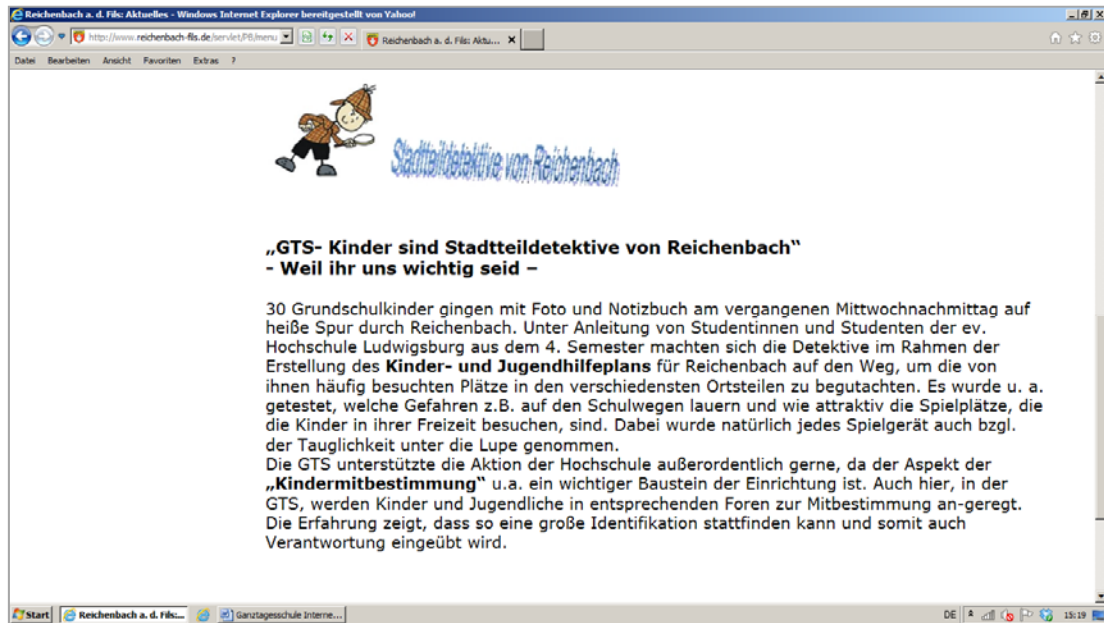 Reichenbach a. d. Fils: Aktuelles - Windows Internet Explorer bereitgestellt von Yahoo!
http://www.reichenbach-fils.de/servlet/PB/menu
Reichenbach a. d. Fils: Aktu...
Datei Bearbeiten Ansicht Favoriten Extras ?
Stadtteildetektive von Reichenbach
„GTS- Kinder sind Stadtteildetektive von Reichenbach“
- Weil ihr uns wichtig seid –
30 Grundschulkinder gingen mit Foto und Notizbuch am vergangenen Mittwochnachmittag auf
heiße Spur durch Reichenbach. Unter Anleitung von Studentinnen und Studenten der ev.
Hochschule Ludwigsburg aus dem 4. Semester machten sich die Detektive im Rahmen der
Erstellung des Kinder- und Jugendhilfeplans für Reichenbach auf den Weg, um die von
ihnen häufig besuchten Plätze in den verschiedensten Ortsteilen zu begutachten. Es wurde u. a.
getestet, welche Gefahren z.B. auf den Schulwegen lauern und wie attraktiv die Spielplätze, die
die Kinder in ihrer Freizeit besuchen, sind. Dabei wurde natürlich jedes Spielgerät auch bzgl.
der Tauglichkeit unter die Lupe genommen.
Die GTS unterstützte die Aktion der Hochschule außerordentlich gerne, da der Aspekt der
„Kindermitbestimmung“ u.a. ein wichtiger Baustein der Einrichtung ist. Auch hier, in der
GTS, werden Kinder und Jugendliche in entsprechenden Foren zur Mitbestimmung an-geregt.
Die Erfahrung zeigt, dass so eine große Identifikation stattfinden kann und somit auch
Verantwortung eingeübt wird.
Start Reichenbach a. d. Fils:... Ganztagesschule Interne... DE 15:19